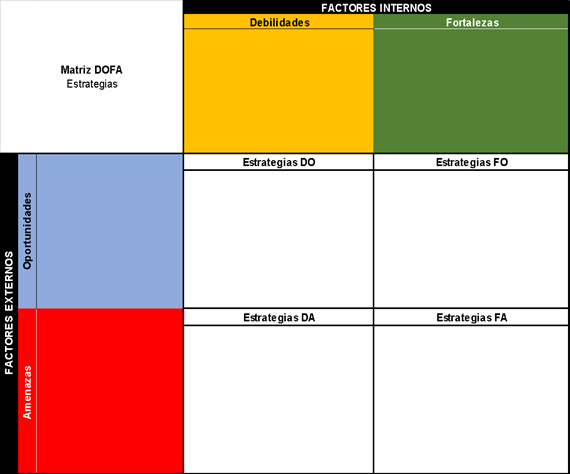 FACTORES INTERNOS
Debilidades
Fortalezas
Matriz DOFA
Estrategias
FACTORES EXTERNOS
Oportunidades
Estrategias DO
Estrategias FO
Amenazas
Estrategias DA
Estrategias FA